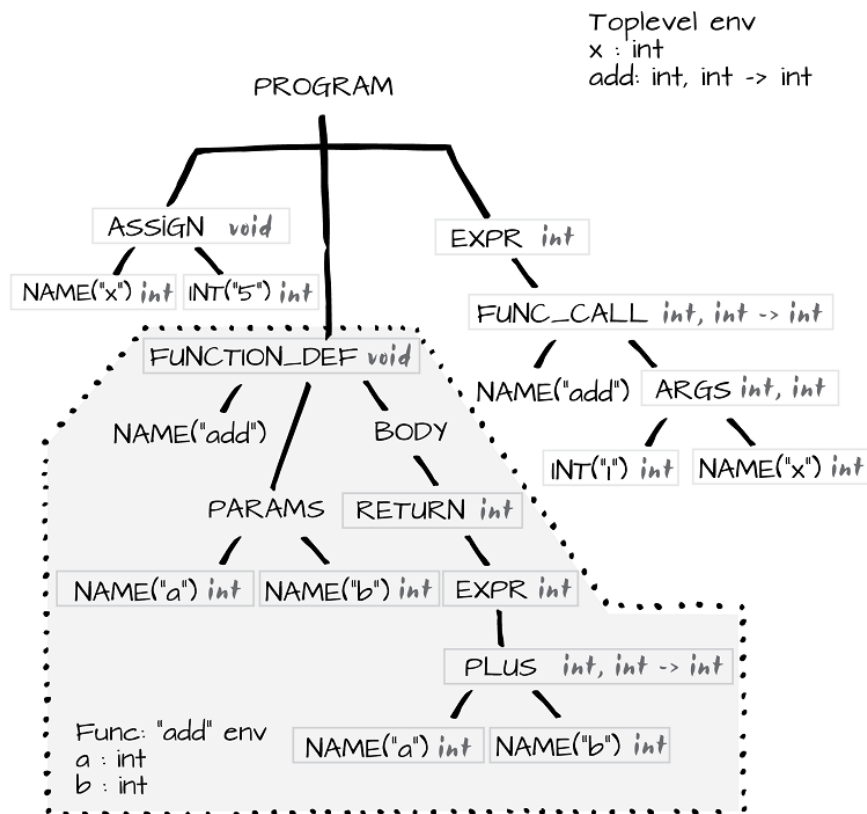 Toplevel env
x : int
add: int, int -> int
PROGRAM
ASSIGN void
EXPR int
NAME("x") int
INT("5") int
FUNC_CALL int, int -> int
FUNCTION_DEF void
NAME("add")
ARGS int, int
NAME("add")
BODY
INT("1") int
NAME("x") int
PARAMS
RETURN int
NAME("a") int
NAME("b") int
EXPR int
PLUS int, int -> int
Func: "add" env
a : int
b : int
NAME("a") int
NAME("b") int